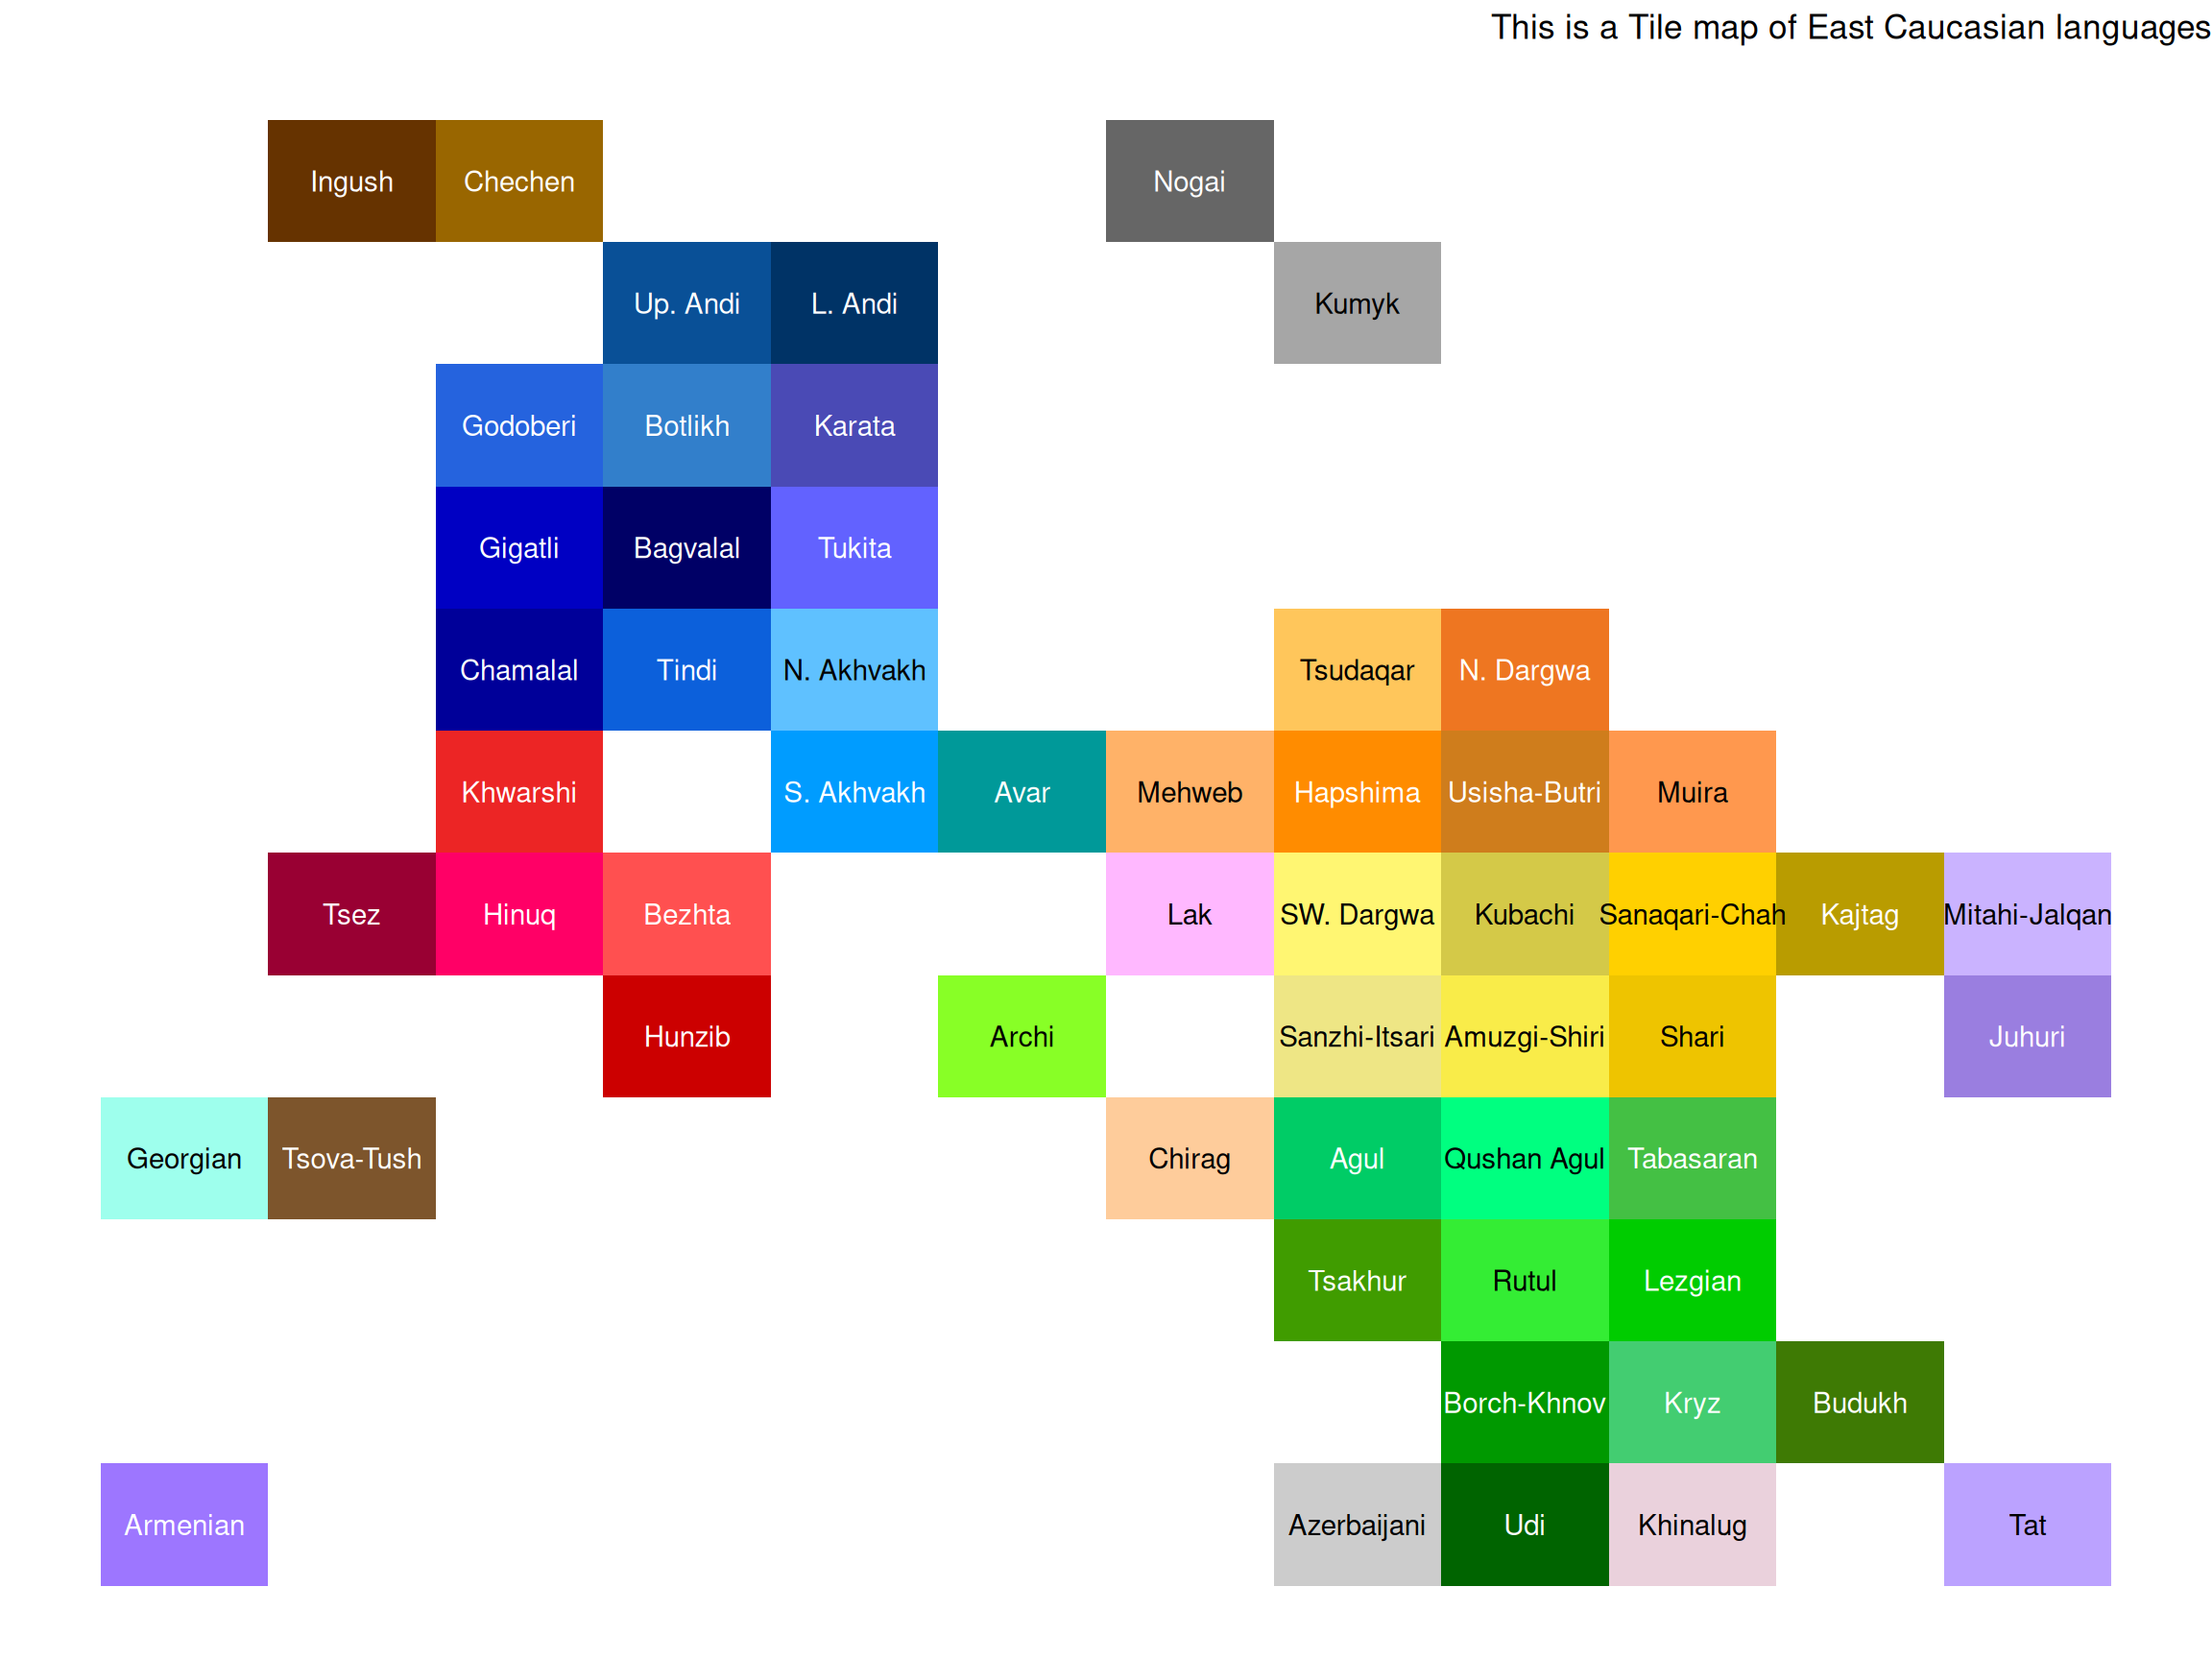 This is a Tile map of East Caucasian languages
Ingush Chechen Nogai
Up. Andi L. Andi Kumyk
Godoberi Botlikh Karata
Gigatli Bagvalal Tukita
Chamalal Tindi N. Akhvakh Tsudaqar N. Dargwa
Khwarshi S. Akhvakh Avar Mehweb Hapshima Usisha-Butri Muira
Tsez Hinuq Bezhta Lak SW. Dargwa Kubachi Sanaqari-Chah Kajtag Mitahi-Jalqan
Hunzib Archi Sanzhi-Itsari Amuzgi-Shiri Shari Juhuri
Georgian Tsova-Tush Chirag Agul Qushan Agul Tabasaran
Tsakhur Rutul Lezgian
Borch-Khnov Kryz Budukh
Armenian Azerbaijani Udi Khinalug Tat